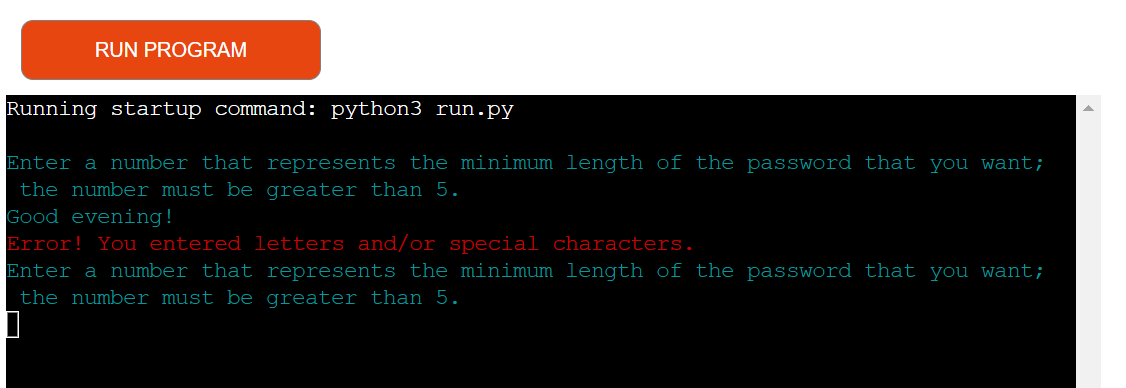 RUN PROGRAM
Running startup command: python3 run.py
Enter a number that represents the minimum length of the password that you want;
the number must be greater than 5.
Good evening!
Error! You entered letters and/or special characters.
Enter a number that represents the minimum length of the password that you want;
the number must be greater than 5.